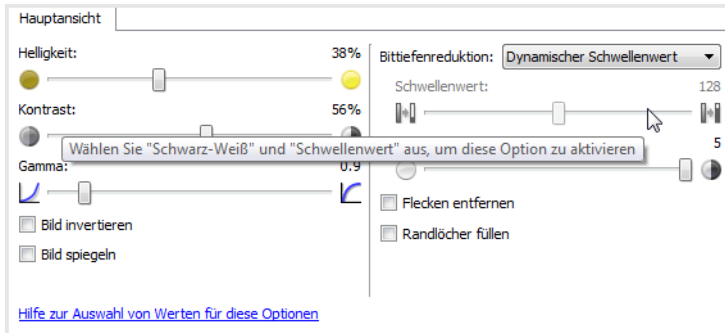 Hauptansicht
Helligkeit: 38%
Kontrast: 56%
Wählen Sie "Schwarz-Weiß" und "Schwellenwert" aus, um diese Option zu aktivieren
Gamma: 0.9
Bild invertieren
Bild spiegeln
Hilfe zur Auswahl von Werten für diese Optionen
Bittiefenreduktion: Dynamischer Schwellenwert
Schwellenwert: 128
5
Flecken entfernen
Randlöcher füllen